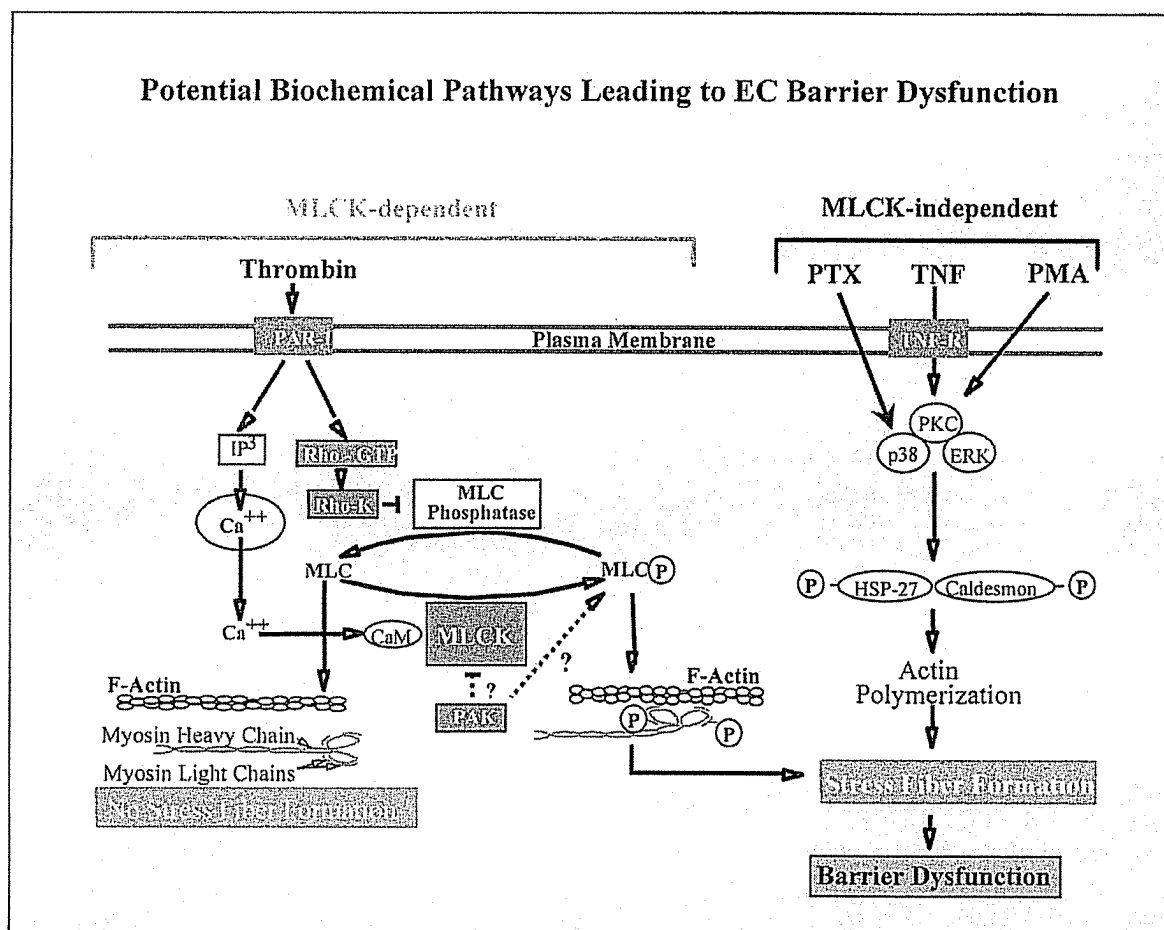 Potential Biochemical Pathways Leading to EC Barrier Dysfunction
MLCK-dependent
MLCK-independent
Thrombin
PTX
TNF
PMA
PAR-1
Plasma Membrane
TNF-R
IP3
Rho-GTP
Rho-K
MLC
Phosphatase
PKC
p38
ERK
Ca++
MLC
MLC P
P
HSP-27
Caldesmon
P
Ca++
CaM
MLCK
?
?
PAK
F-Actin
F-Actin
Actin
Polymerization
P
P
Myosin Heavy Chain
Myosin Light Chains
No Stress Fiber Formation
Stress Fiber Formation
Barrier Dysfunction